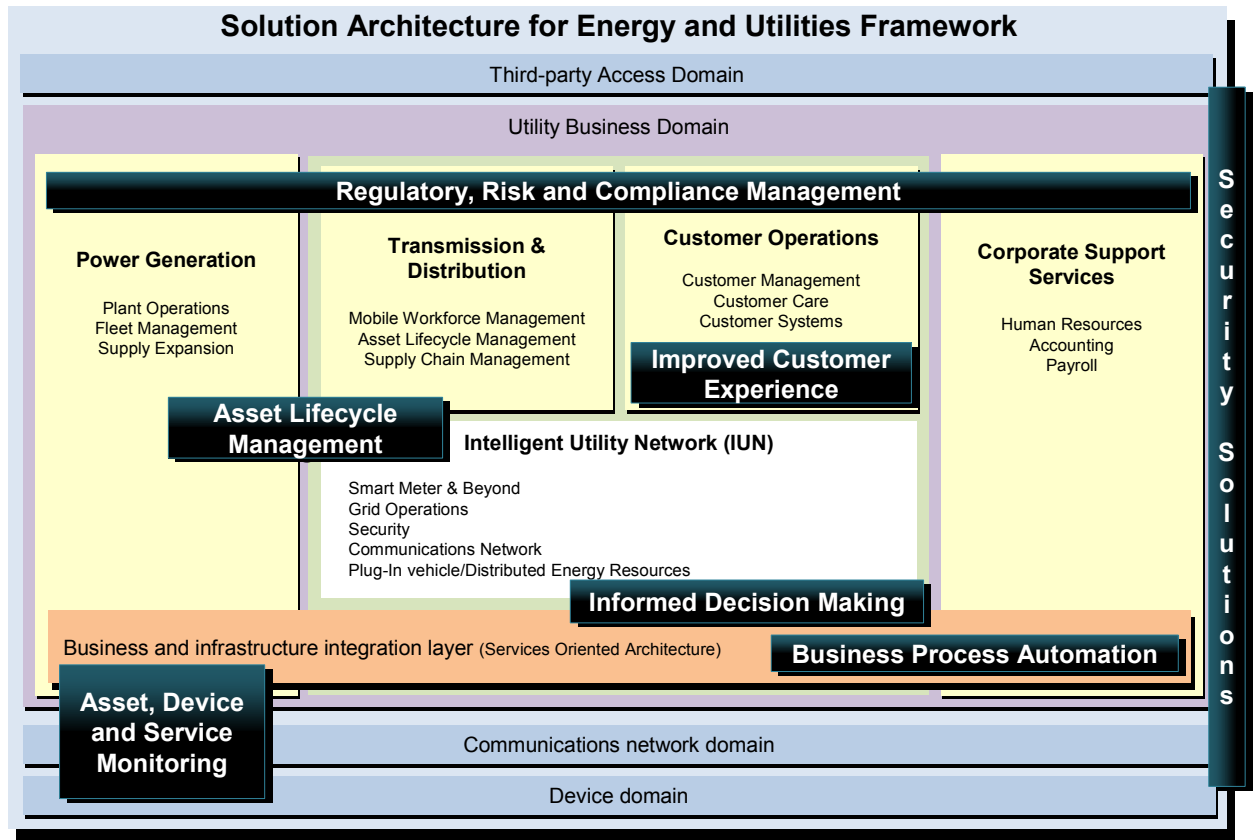 Solution Architecture for Energy and Utilities Framework
Third-party Access Domain
Utility Business Domain
Regulatory, Risk and Compliance Management
Power Generation
Plant Operations
Fleet Management
Supply Expansion
Transmission &
Distribution
Mobile Workforce Management
Asset Lifecycle Management
Supply Chain Management
Customer Operations
Customer Management
Customer Care
Customer Systems
Improved Customer
Experience
Corporate Support
Services
Human Resources
Accounting
Payroll
Asset Lifecycle
Management
Intelligent Utility Network (IUN)
Smart Meter & Beyond
Grid Operations
Security
Communications Network
Plug-In vehicle/Distributed Energy Resources
Informed Decision Making
Business and infrastructure integration layer (Services Oriented Architecture)
Business Process Automation
Asset, Device
and Service
Monitoring
Communications network domain
Device domain
Security Solutions